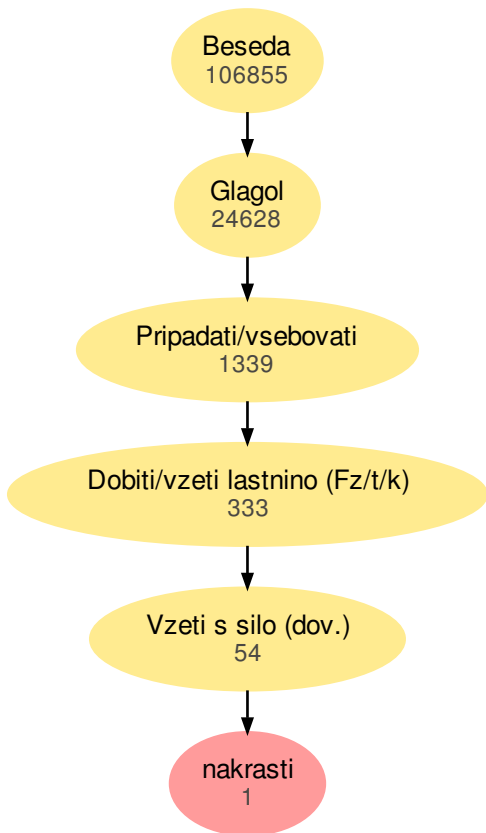 Beseda
106855
Glagol
24628
Pripadati/vsebovati
1339
Dobiti/vzeti lastnino (Fz/t/k)
333
Vzeti s silo (dov.)
54
nakrasti
1